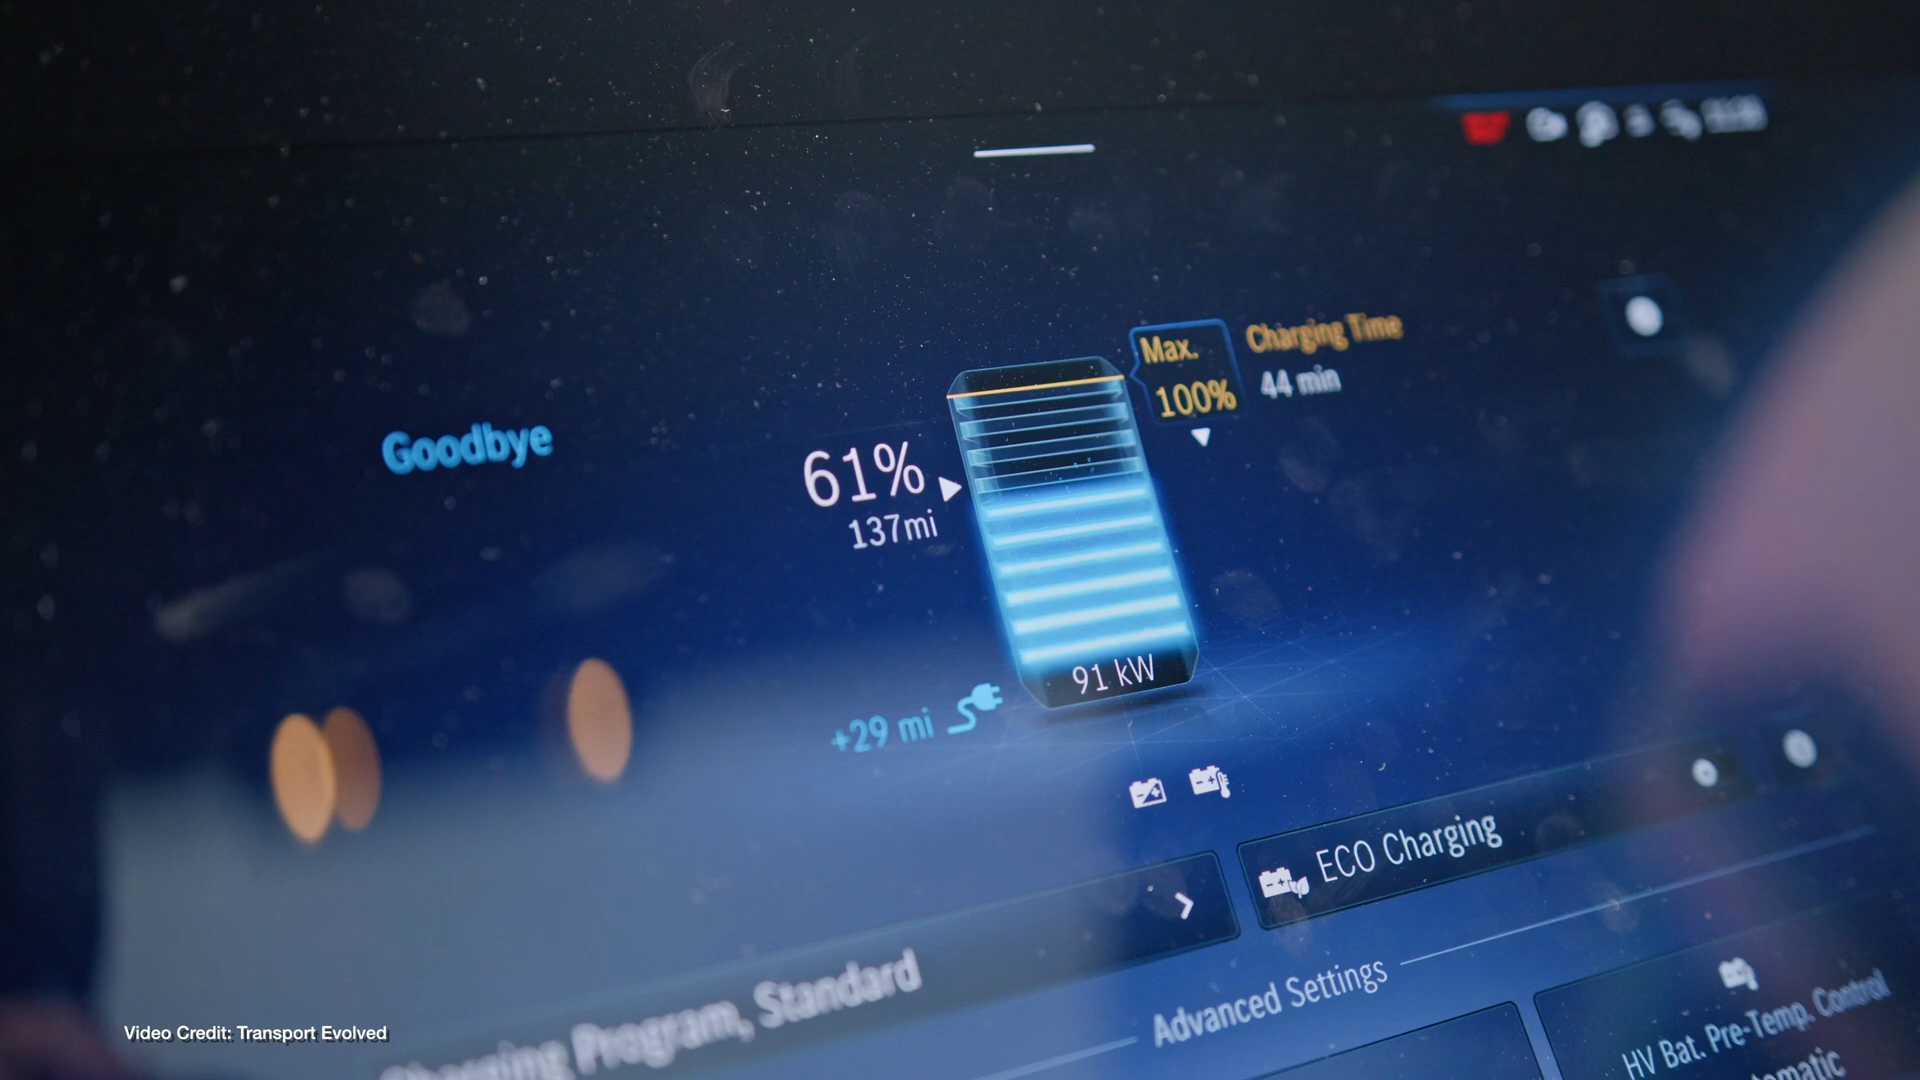 Max.
100%
Charging Time
44 min
Goodbye
61%
137mi
91 kW
+29 mi
ECO Charging
Charging Program, Standard
Advanced Settings
HV Bat. Pre-Temp. Control
Video Credit: Transport Evolved